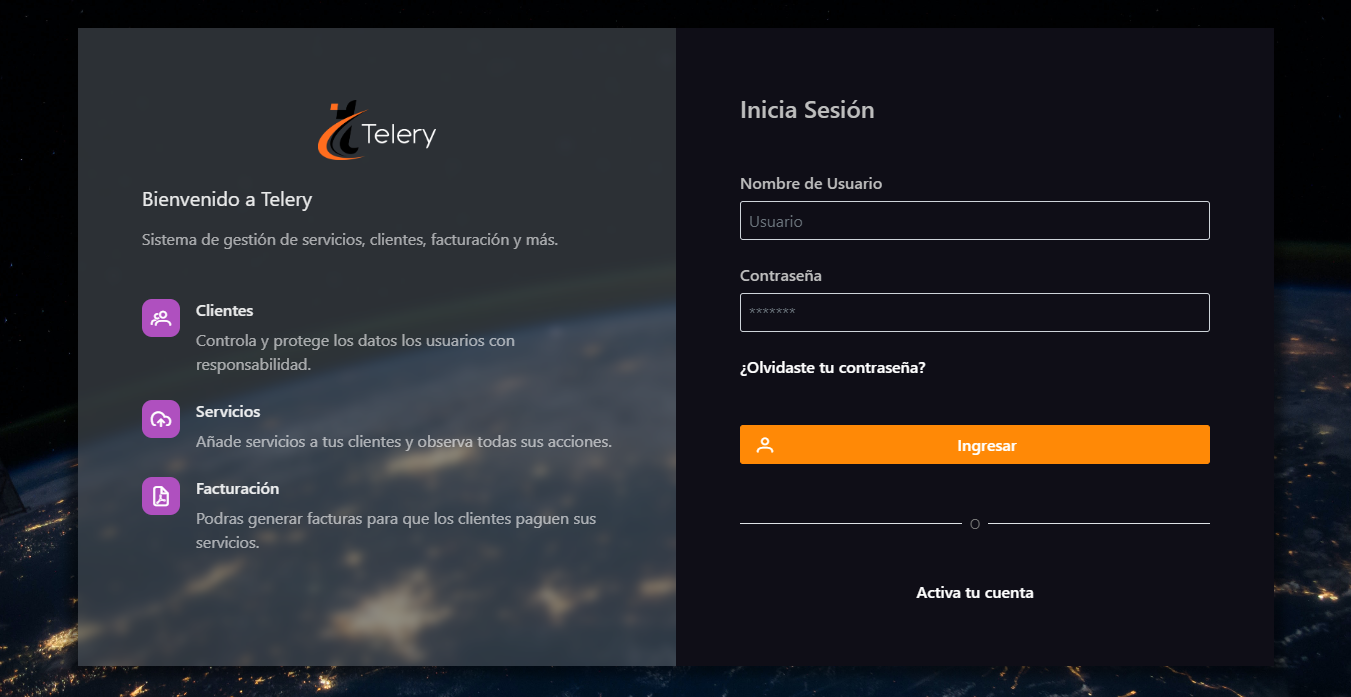 Telery
Bienvenido a Telery
Sistema de gestión de servicios, clientes, facturación y más.
Clientes
Controla y protege los datos los usuarios con
responsabilidad.
Servicios
Añade servicios a tus clientes y observa todas sus acciones.
Facturación
Podras generar facturas para que los clientes paguen sus
servicios.
Inicia Sesión
Nombre de Usuario
Usuario
Contraseña
*******
¿Olvidaste tu contraseña?
Ingresar
O
Activa tu cuenta